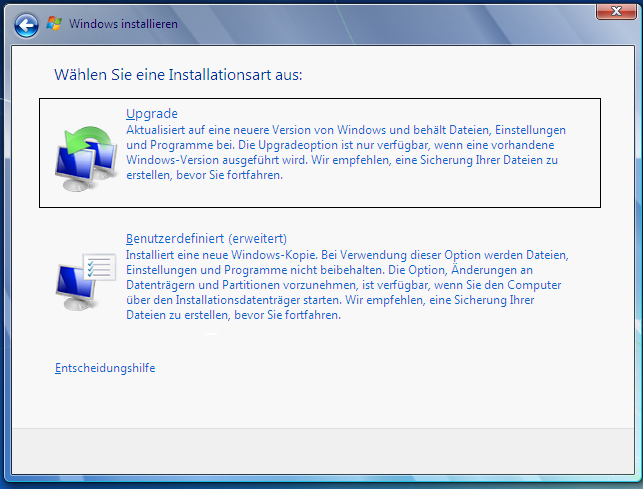 Windows installieren
Wählen Sie eine Installationsart aus:
Upgrade
Aktualisiert auf eine neuere Version von Windows und behält Dateien, Einstellungen
und Programme bei. Die Upgradeoption ist nur verfügbar, wenn eine vorhandene
Windows-Version ausgeführt wird. Wir empfehlen, eine Sicherung Ihrer Dateien zu
erstellen, bevor Sie fortfahren.
Benutzerdefiniert (erweitert)
Installiert eine neue Windows-Kopie. Bei Verwendung dieser Option werden Dateien,
Einstellungen und Programme nicht beibehalten. Die Option, Änderungen an
Datenträgern und Partitionen vorzunehmen, ist verfügbar, wenn Sie den Computer
über den Installationsdatenträger starten. Wir empfehlen, eine Sicherung Ihrer
Dateien zu erstellen, bevor Sie fortfahren.
Entscheidungshilfe